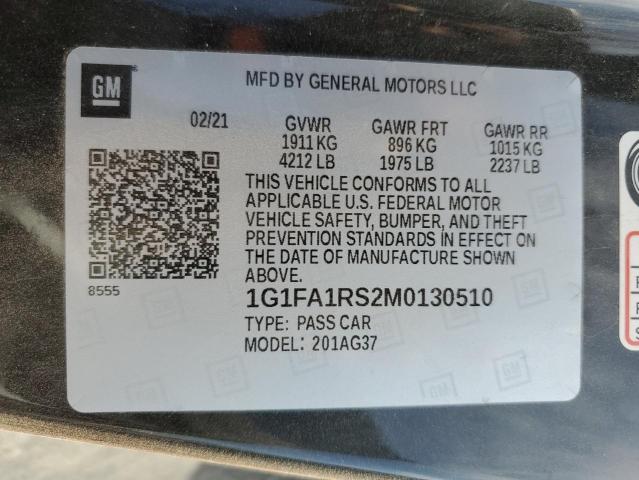 GM
MFD BY GENERAL MOTORS LLC
02/21 GVWR GAWR FRT GAWR RR
1911 KG 896 KG 1015 KG
4212 LB 1975 LB 2237 LB
THIS VEHICLE CONFORMS TO ALL
APPLICABLE U.S. FEDERAL MOTOR
VEHICLE SAFETY, BUMPER, AND THEFT
PREVENTION STANDARDS IN EFFECT ON
THE DATE OF MANUFACTURE SHOWN
ABOVE.
8555
1G1FA1RS2M0130510
TYPE: PASS CAR
MODEL: 201AG37